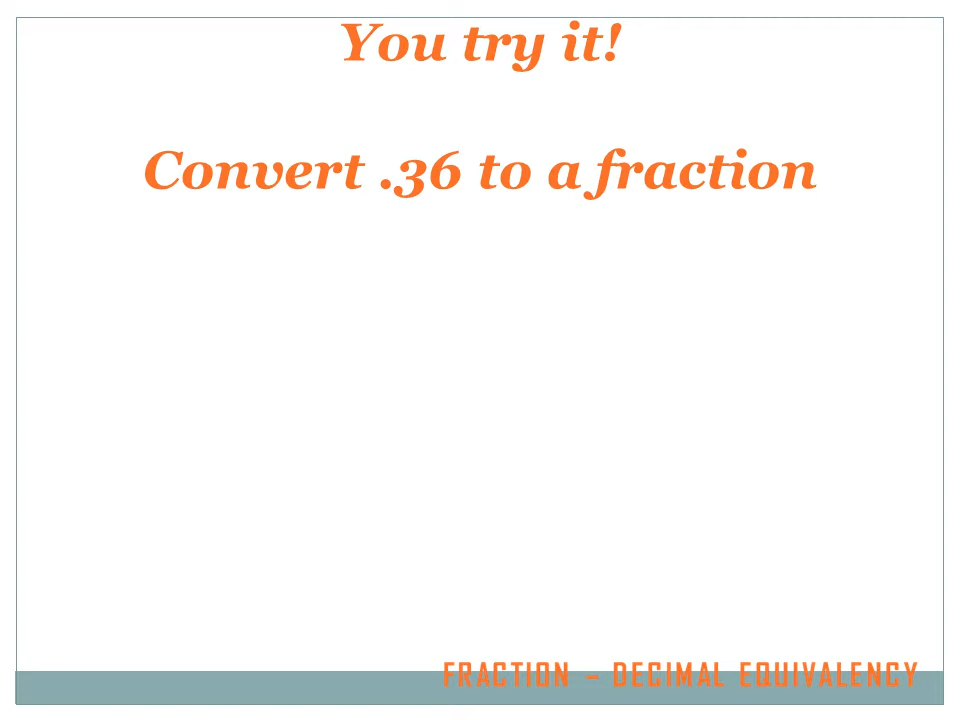 You try it!
Convert .36 to a fraction
FRACTION – DECIMAL EQUIVALENCY